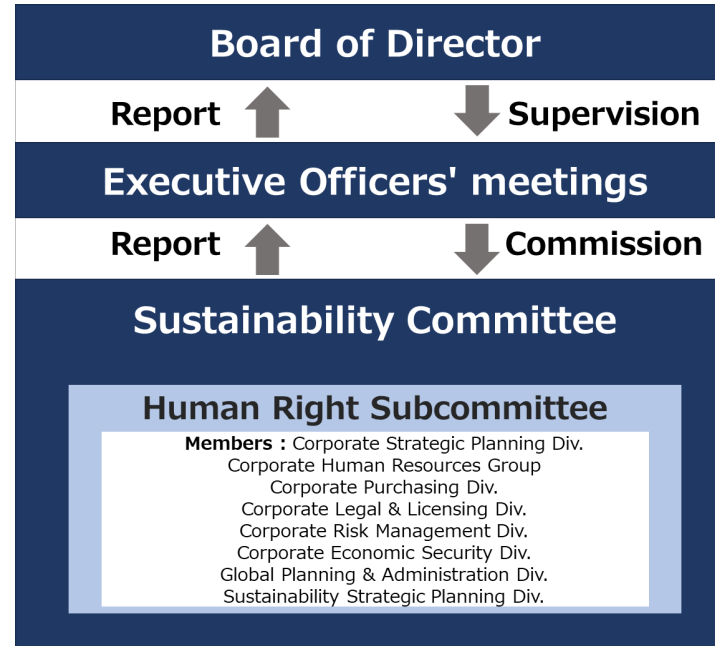 Board of Director
Report Supervision
Executive Officers' meetings
Report Commission
Sustainability Committee
Human Right Subcommittee
Members : Corporate Strategic Planning Div.
Corporate Human Resources Group
Corporate Purchasing Div.
Corporate Legal & Licensing Div.
Corporate Risk Management Div.
Corporate Economic Security Div.
Global Planning & Administration Div.
Sustainability Strategic Planning Div.